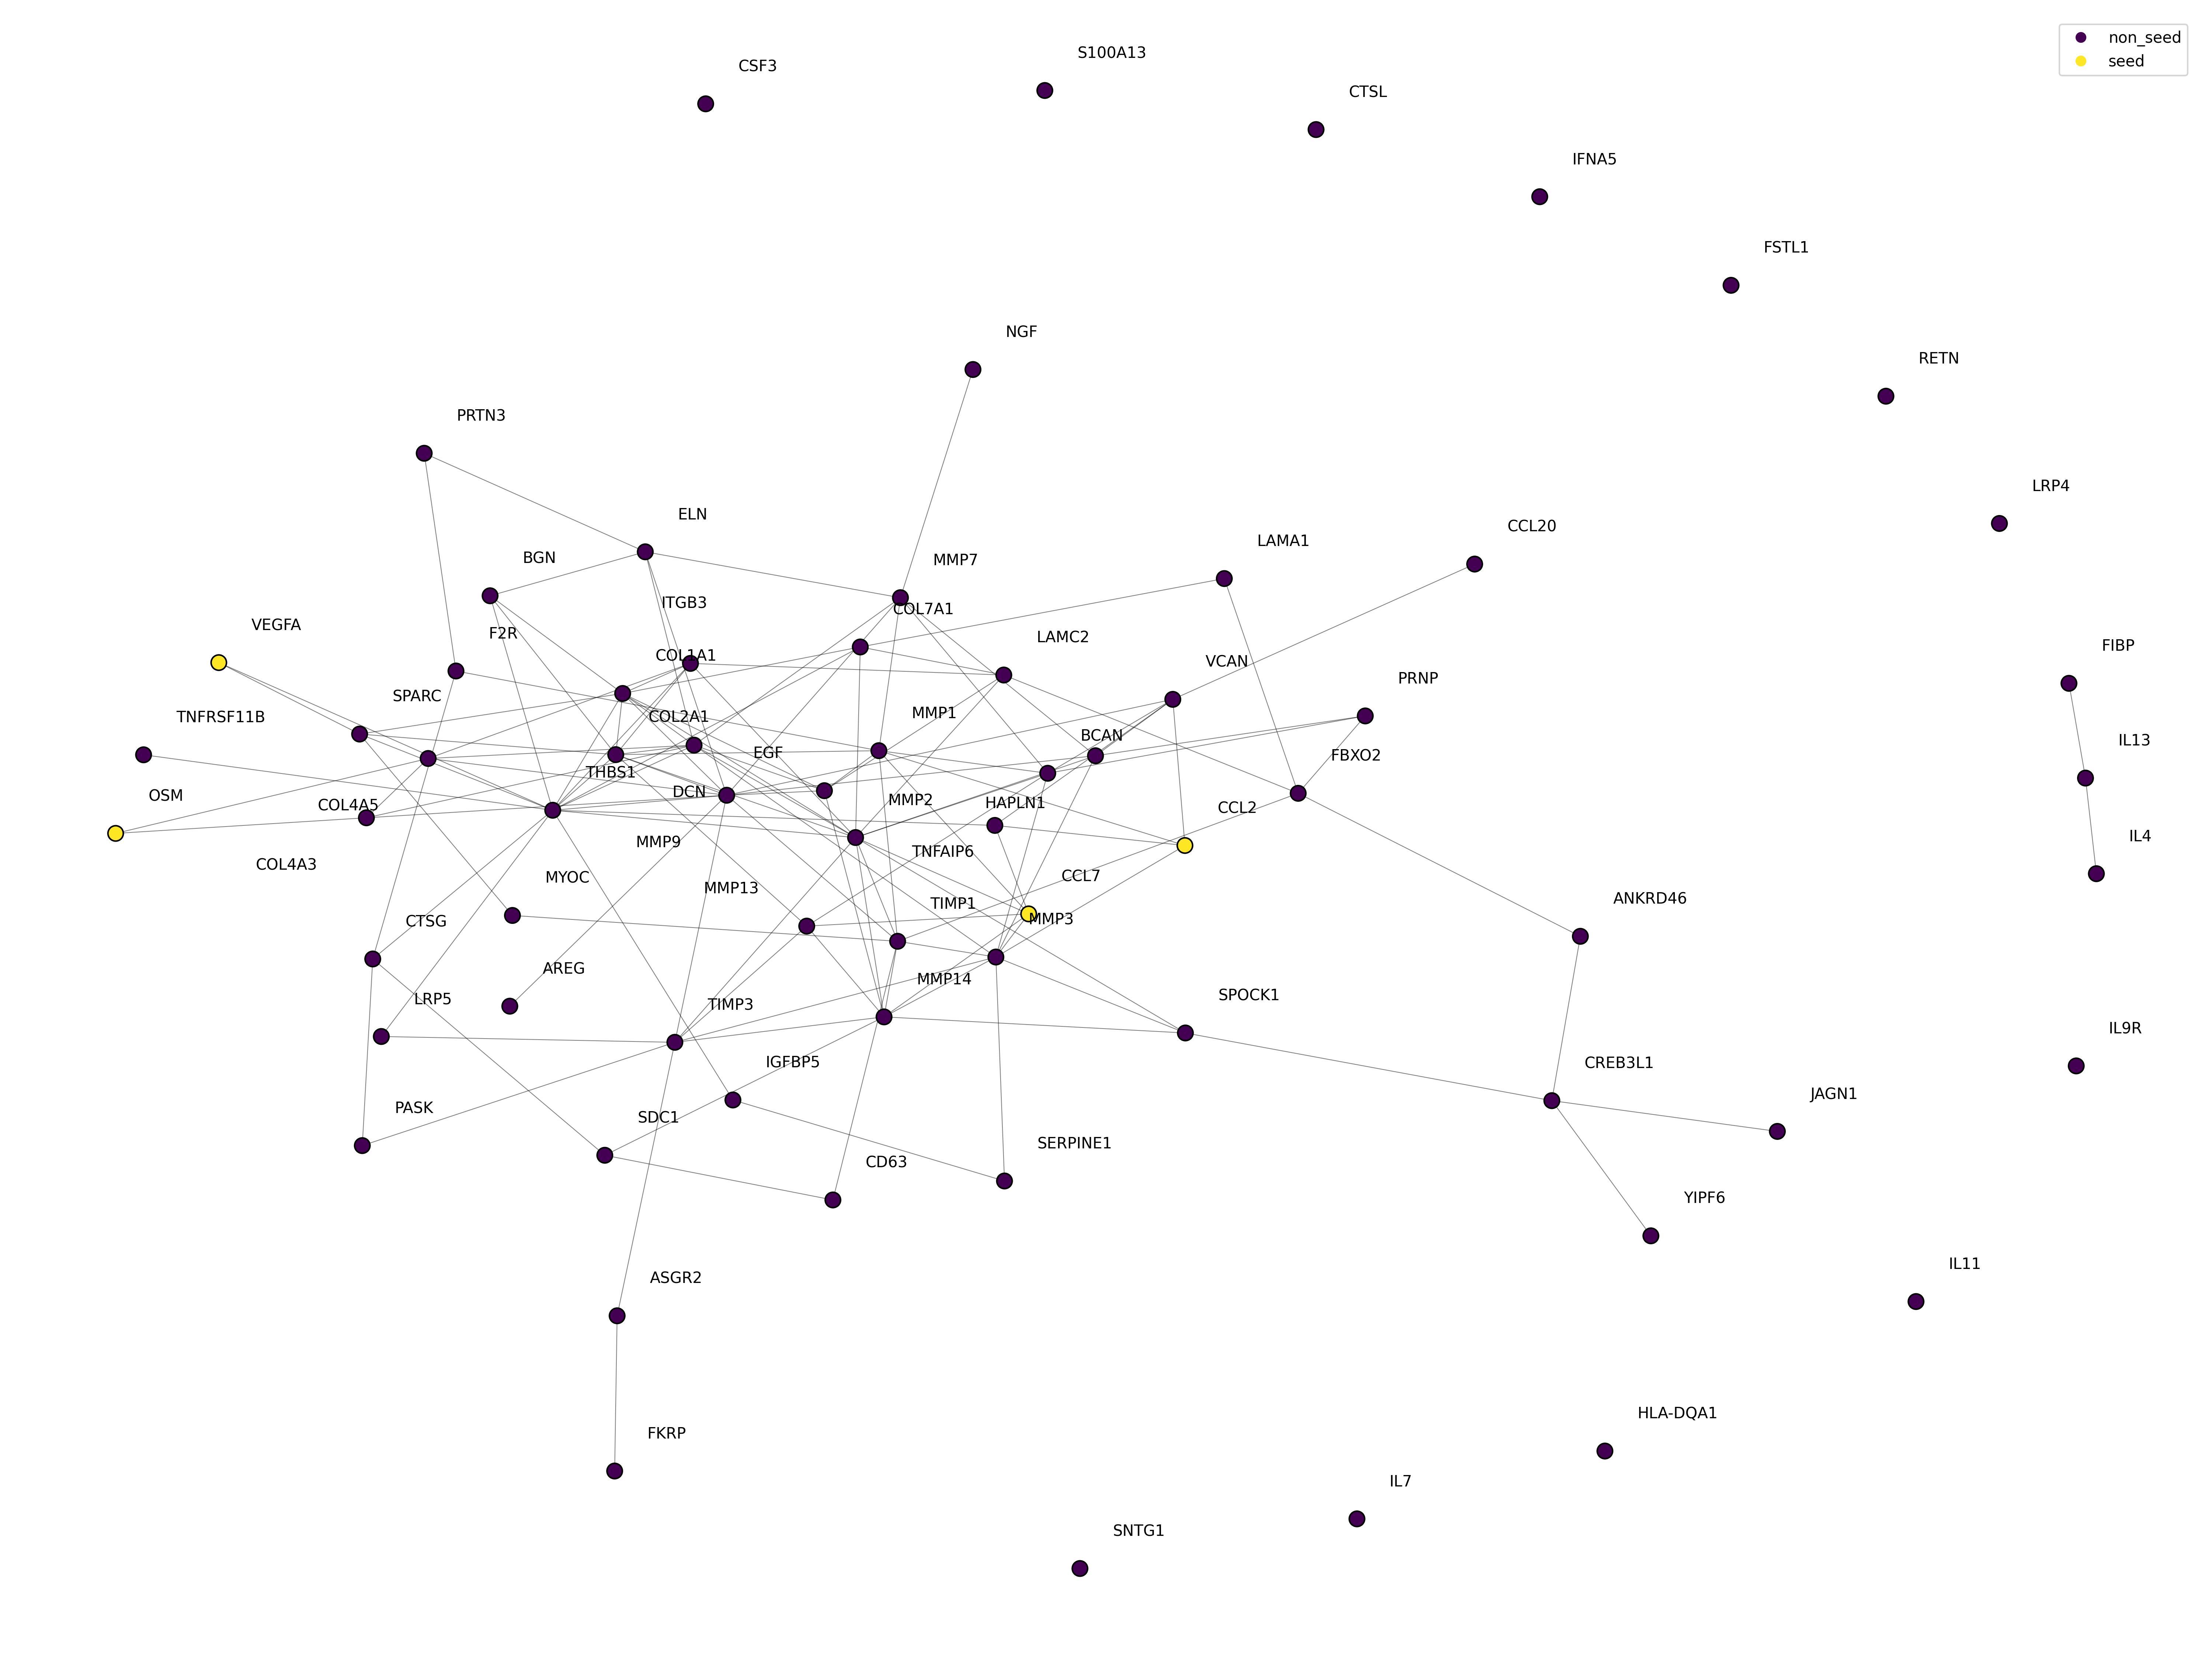 non_seed
seed
S100A13
CSF3
CTSL
IFNA5
FSTL1
NGF
RETN
PRTN3
LRP4
ELN
CCL20
LAMA1
BGN
MMP7
ITGB3
COL7A1
VEGFA
F2R
LAMC2
FIBP
COL1A1
VCAN
PRNP
SPARC
TNFRSF11B
COL2A1
MMP1
BCAN
IL13
EGF
FBXO2
THBS1
OSM
DCN
COL4A5
MMP2
HAPLN1
CCL2
IL4
MMP9
TNFAIP6
COL4A3
MYOC
CCL7
MMP13
ANKRD46
TIMP1
CTSG
MMP3
AREG
MMP14
SPOCK1
LRP5
TIMP3
IL9R
IGFBP5
CREB3L1
JAGN1
PASK
SDC1
SERPINE1
CD63
YIPF6
IL11
ASGR2
HLA-DQA1
FKRP
IL7
SNTG1